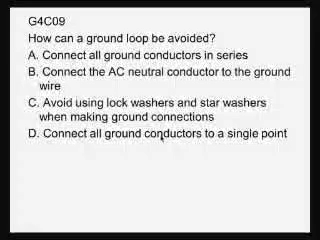 G4C09
How can a ground loop be avoided?
A. Connect all ground conductors in series
B. Connect the AC neutral conductor to the ground
wire
C. Avoid using lock washers and star washers
when making ground connections
D. Connect all ground conductors to a single point